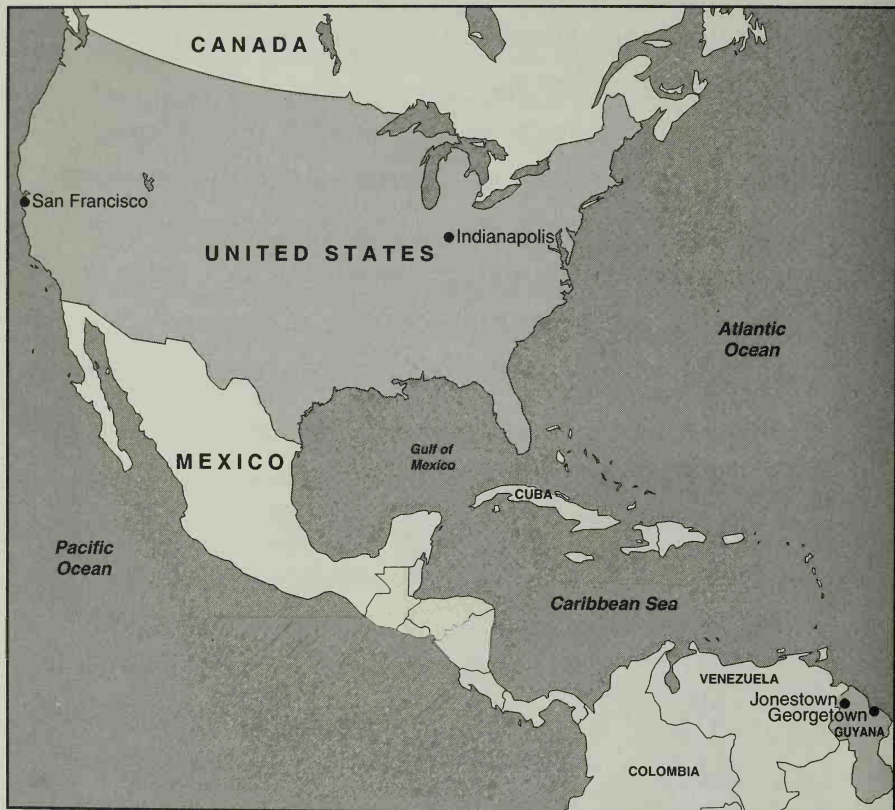 CANADA
San Francisco
Indianapolis
UNITED STATES
Atlantic
Ocean
MEXICO
Gulf of
Mexico
CUBA
Pacific
Ocean
Caribbean Sea
VENEZUELA
Jonestown
Georgetown
GUYANA
COLOMBIA